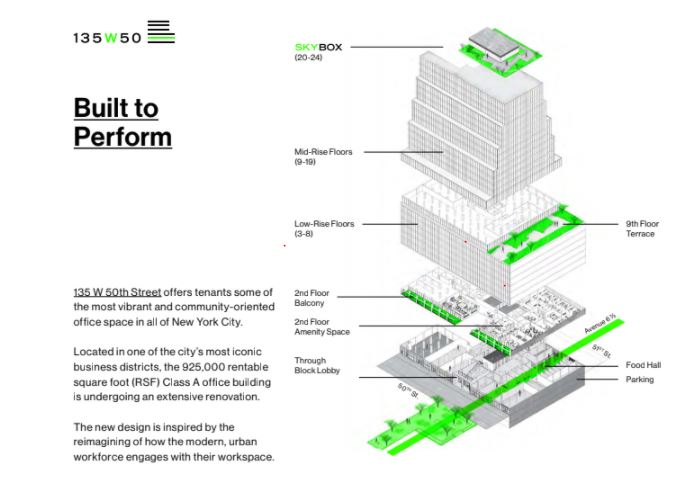 135W50
Built to
Perform
135 W 50th Street offers tenants some of
the most vibrant and community-oriented
office space in all of New York City.
Located in one of the city's most iconic
business districts, the 925,000 rentable
square foot (RSF) Class A office building
is undergoing an extensive renovation.
The new design is inspired by the
reimagining of how the modern, urban
workforce engages with their workspace.
SKYBOX
(20-24)
Mid-Rise Floors
(9-19)
Low-Rise Floors
(3-8)
9th Floor
Terrace
2nd Floor
Balcony
2nd Floor
Amenity Space
Through
Block Lobby
Avenue 6 ½
51ST St.
50TH St.
Food Hall
Parking